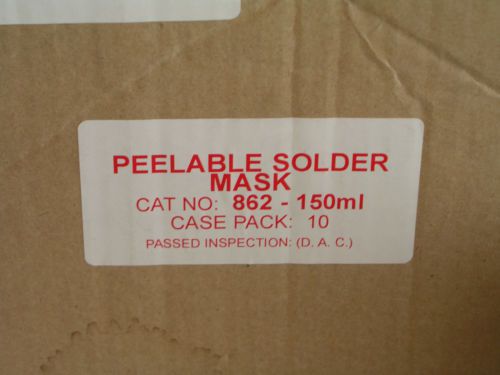 PEELABLE SOLDER
MASK
CAT NO: 862 - 150ml
CASE PACK: 10
PASSED INSPECTION: (D. A. C.)